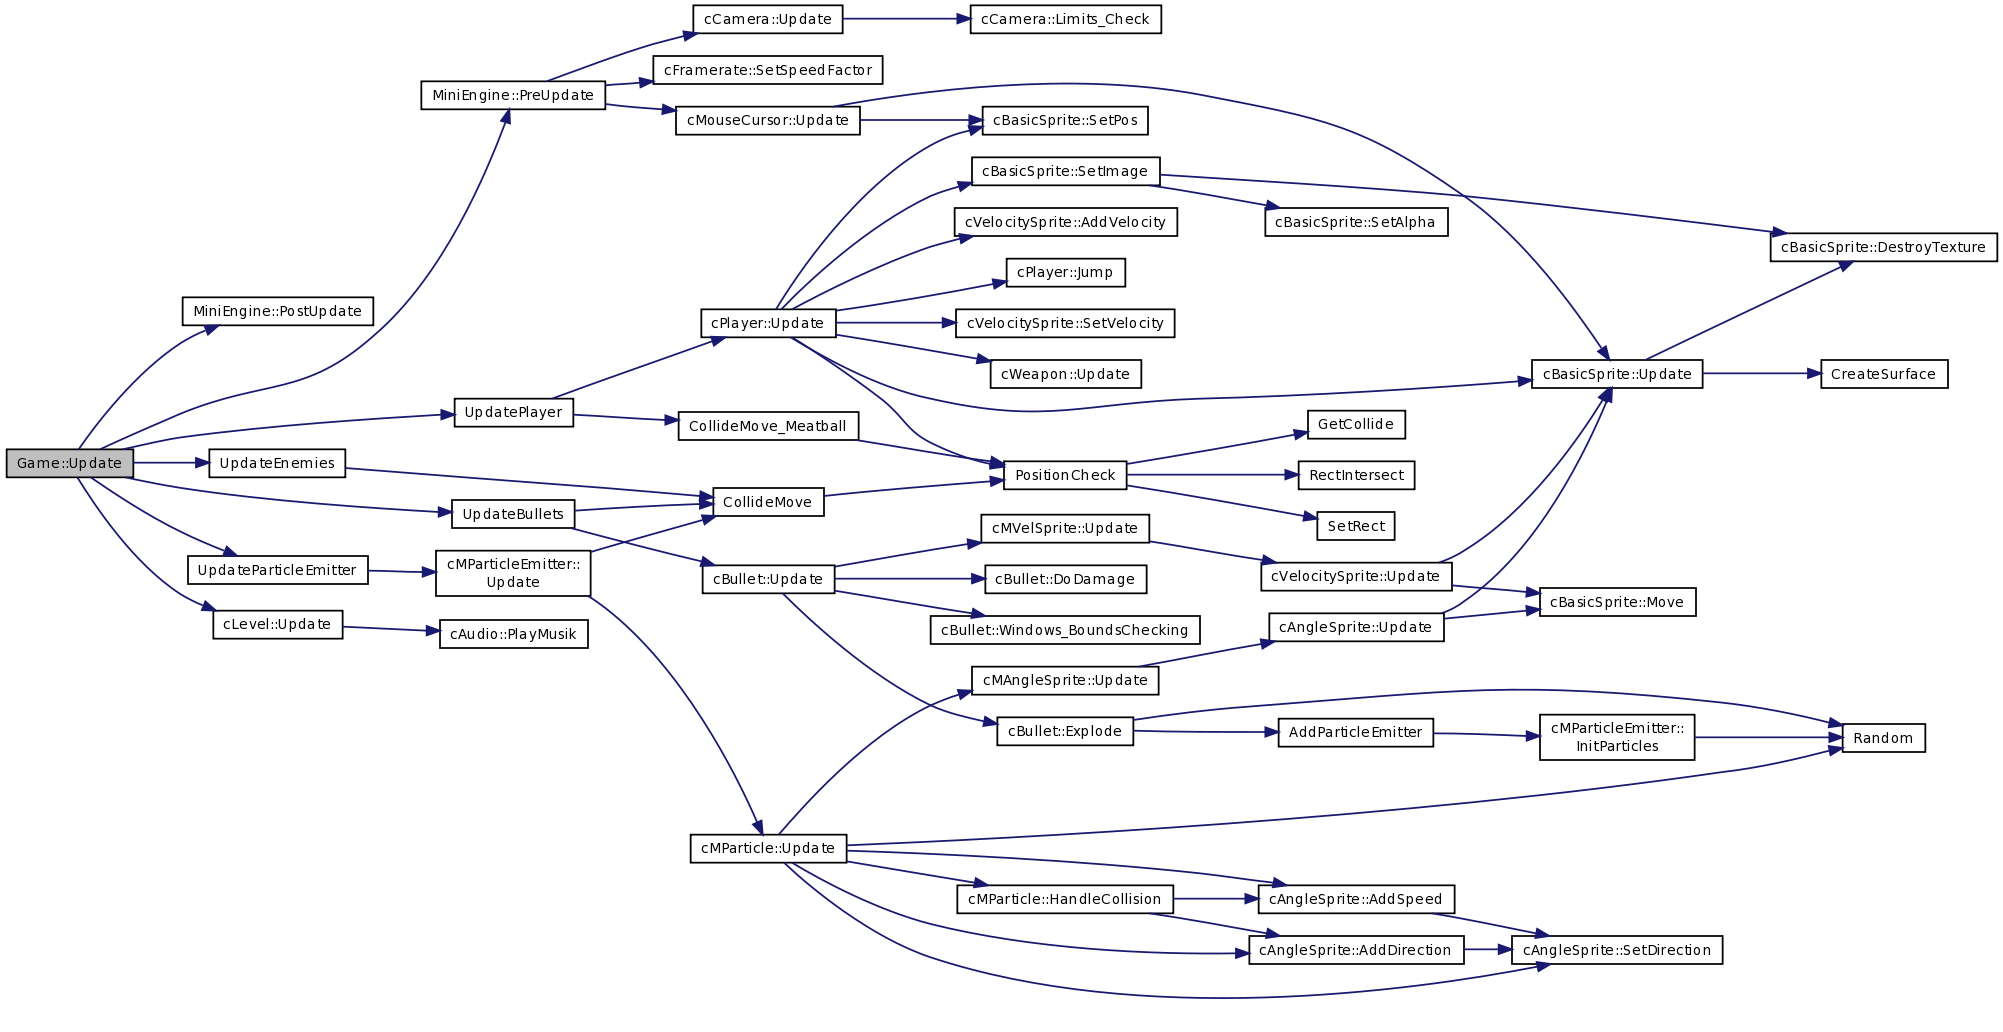 cCamera::Update
cCamera::Limits_Check
cFramerate::SetSpeedFactor
MiniEngine::PreUpdate
cMouseCursor::Update
cBasicSprite::SetPos
cBasicSprite::SetImage
cVelocitySprite::AddVelocity
cBasicSprite::SetAlpha
cBasicSprite::DestroyTexture
cPlayer::Jump
MiniEngine::PostUpdate
cPlayer::Update
cVelocitySprite::SetVelocity
cWeapon::Update
cBasicSprite::Update
CreateSurface
UpdatePlayer
CollideMove_Meatball
GetCollide
Game::Update
UpdateEnemies
PositionCheck
RectIntersect
CollideMove
UpdateBullets
SetRect
cMVelSprite::Update
UpdateParticleEmitter
cMParticleEmitter::
Update
cBullet::Update
cBullet::DoDamage
cVelocitySprite::Update
cBasicSprite::Move
cLevel::Update
cAudio::PlayMusik
cBullet::Windows_BoundsChecking
cAngleSprite::Update
cMAngleSprite::Update
cBullet::Explode
AddParticleEmitter
cMParticleEmitter::
InitParticles
Random
cMParticle::Update
cMParticle::HandleCollision
cAngleSprite::AddSpeed
cAngleSprite::AddDirection
cAngleSprite::SetDirection